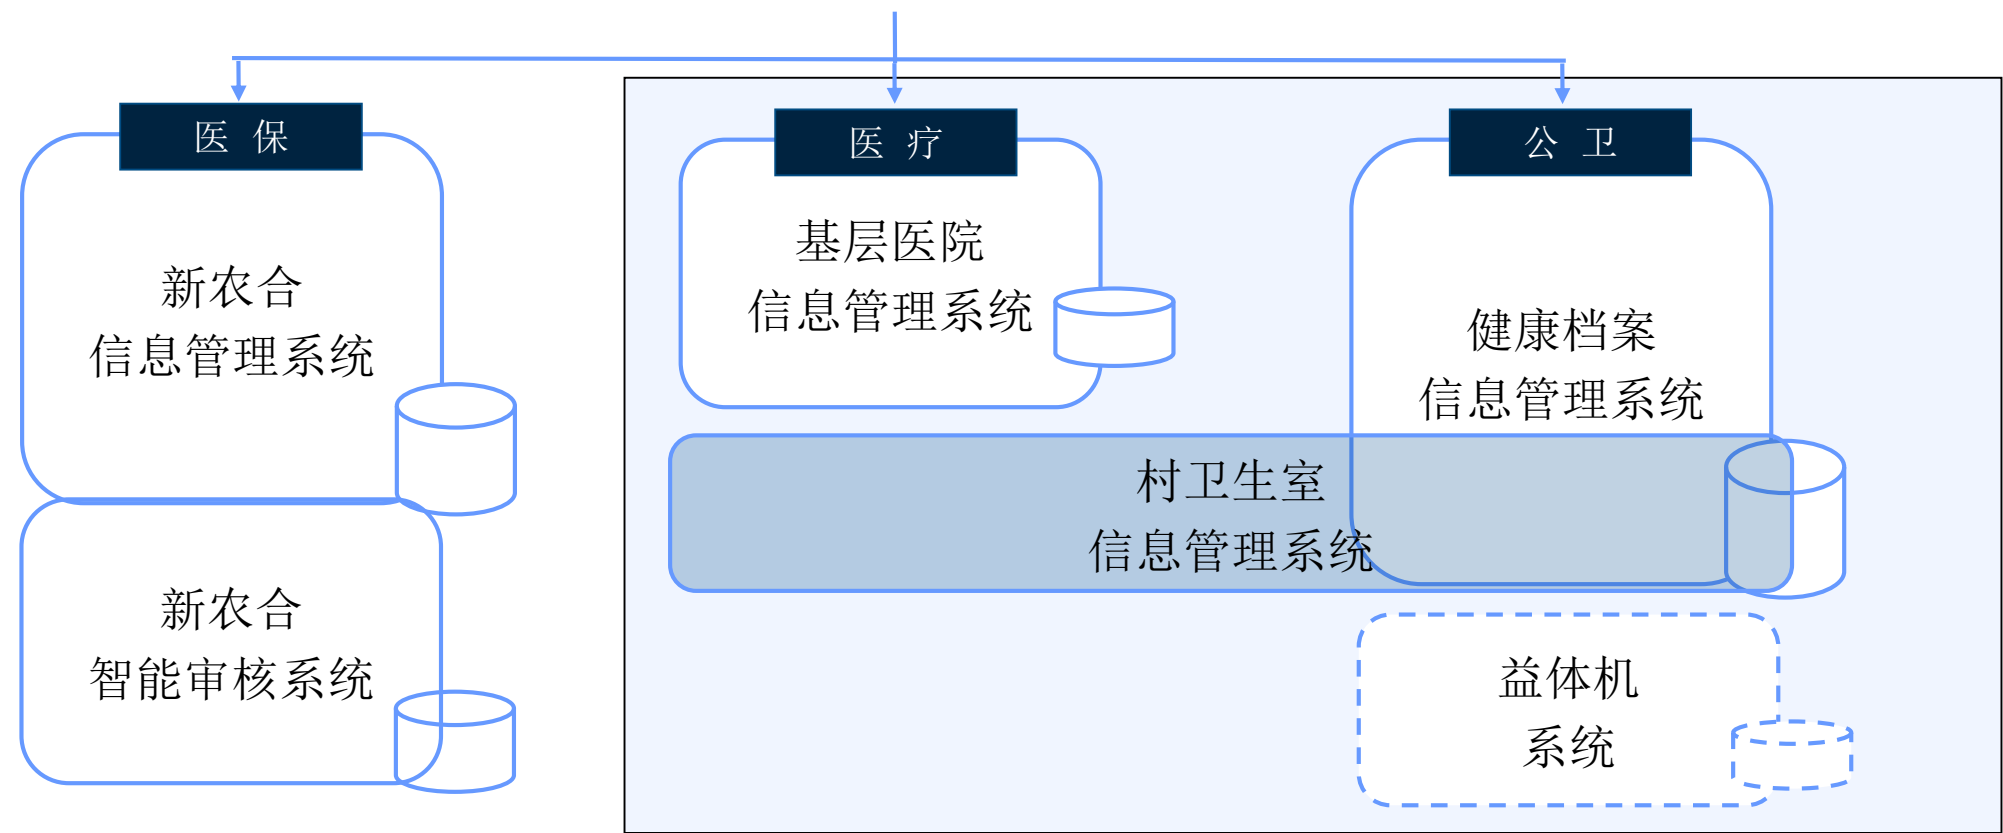 医 保
新农合
信息管理系统
新农合
智能审核系统
医 疗
基层医院
信息管理系统
公 卫
健康档案
信息管理系统
村卫生室
信息管理系统
益体机
系统